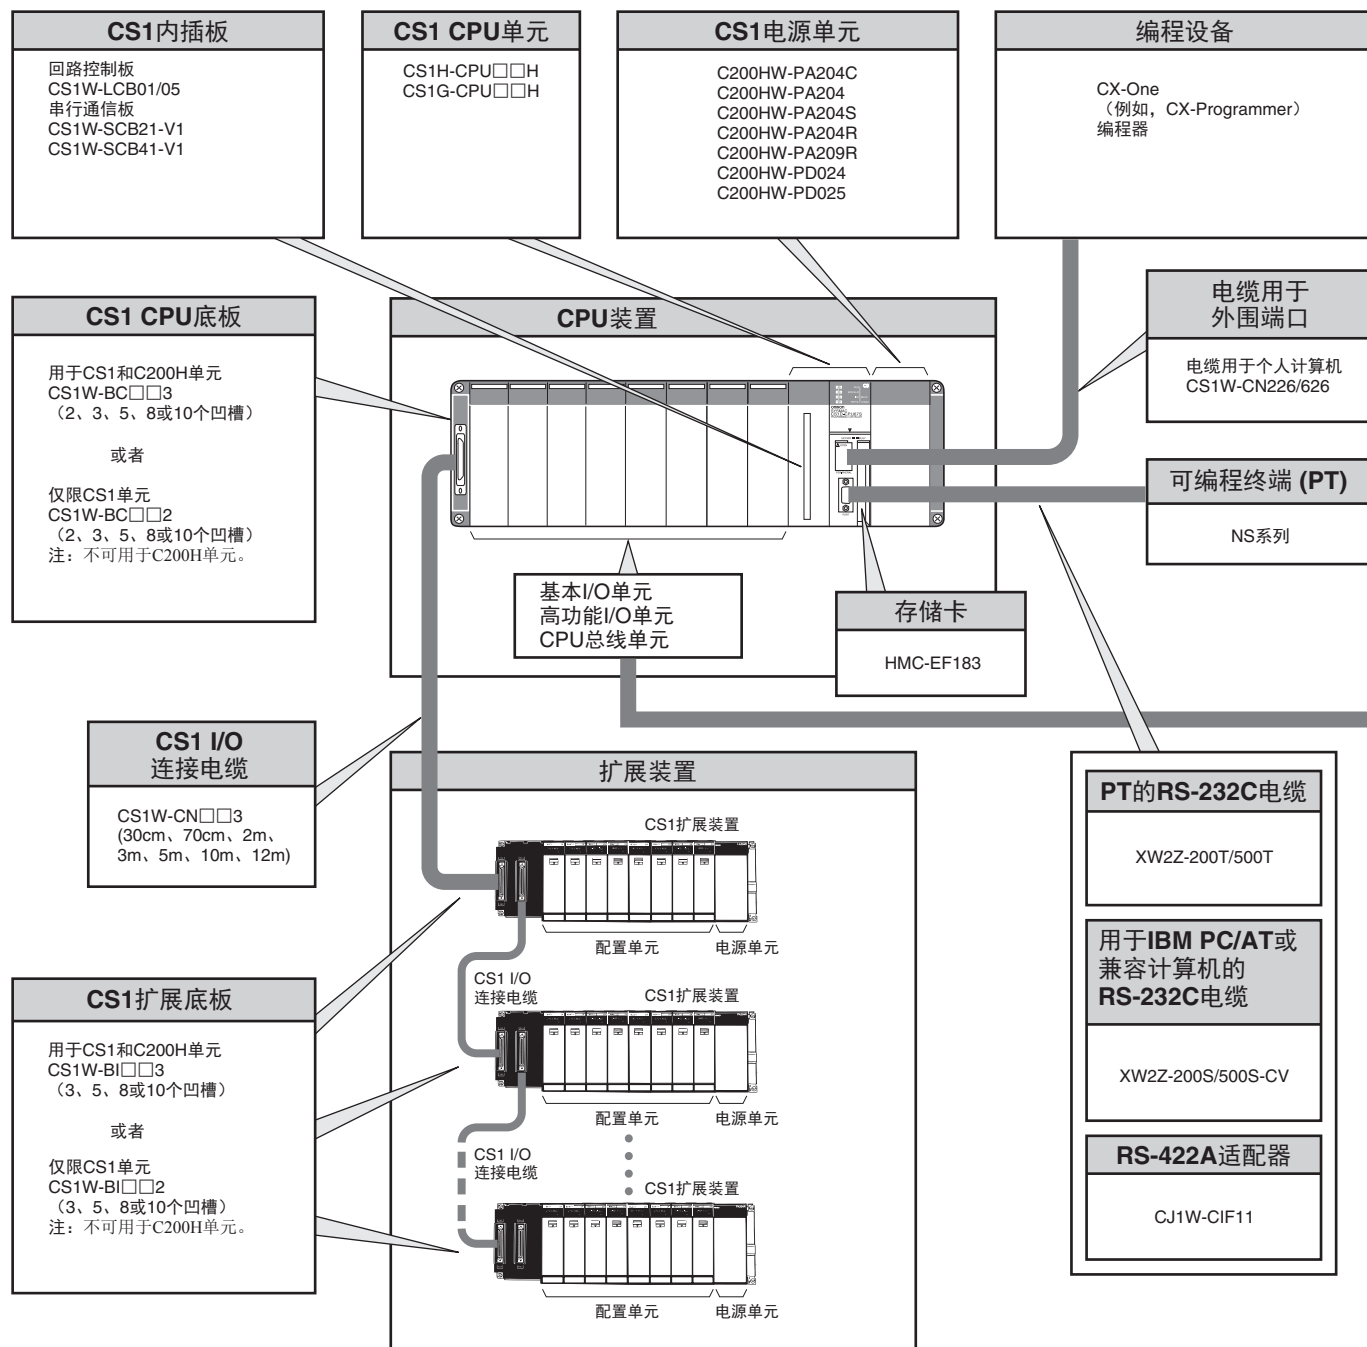 CS1内插板
回路控制板
CS1W-LCB01/05
串行通信板
CS1W-SCB21-V1
CS1W-SCB41-V1
CS1 CPU单元
CS1H-CPU□□H
CS1G-CPU□□H
CS1电源单元
C200HW-PA204C
C200HW-PA204
C200HW-PA204S
C200HW-PA204R
C200HW-PA209R
C200HW-PD024
C200HW-PD025
编程设备
CX-One
（例如，CX-Programmer）
编程器
CS1 CPU底板
用于CS1和C200H单元
CS1W-BC□□3
（2、3、5、8或10个凹槽）
或者
仅限CS1单元
CS1W-BC□□2
（2、3、5、8或10个凹槽）
注：不可用于C200H单元。
CPU装置
电缆用于
外围端口
电缆用于个人计算机
CS1W-CN226/626
可编程终端 (PT)
NS系列
基本I/O单元
高功能I/O单元
CPU总线单元
存储卡
HMC-EF183
CS1 I/O
连接电缆
CS1W-CN□□3
(30cm、70cm、2m、
3m、5m、10m、12m)
扩展装置
CS1扩展装置
配置单元
电源单元
CS1 I/O
连接电缆
CS1扩展装置
配置单元
电源单元
CS1 I/O
连接电缆
CS1扩展装置
配置单元
电源单元
CS1扩展底板
用于CS1和C200H单元
CS1W-BI□□3
（3、5、8或10个凹槽）
或者
仅限CS1单元
CS1W-BI□□2
（3、5、8或10个凹槽）
注：不可用于C200H单元。
PT的RS-232C电缆
XW2Z-200T/500T
用于IBM PC/AT或
兼容计算机的
RS-232C电缆
XW2Z-200S/500S-CV
RS-422A适配器
CJ1W-CIF11